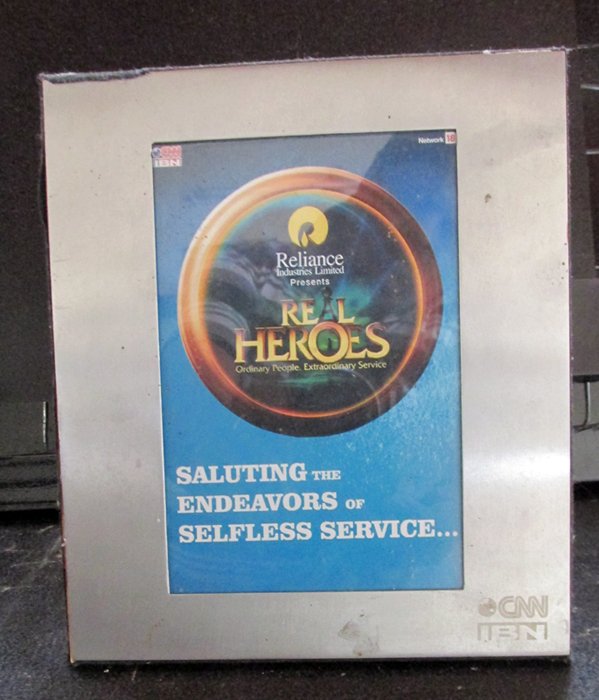 CNN
IBN
Network 18
Reliance
Industries Limited
Presents
REAL
HEROES
Ordinary People. Extraordinary Service
SALUTING THE
ENDEAVORS OF
SELFLESS SERVICE...
CNN
IBN